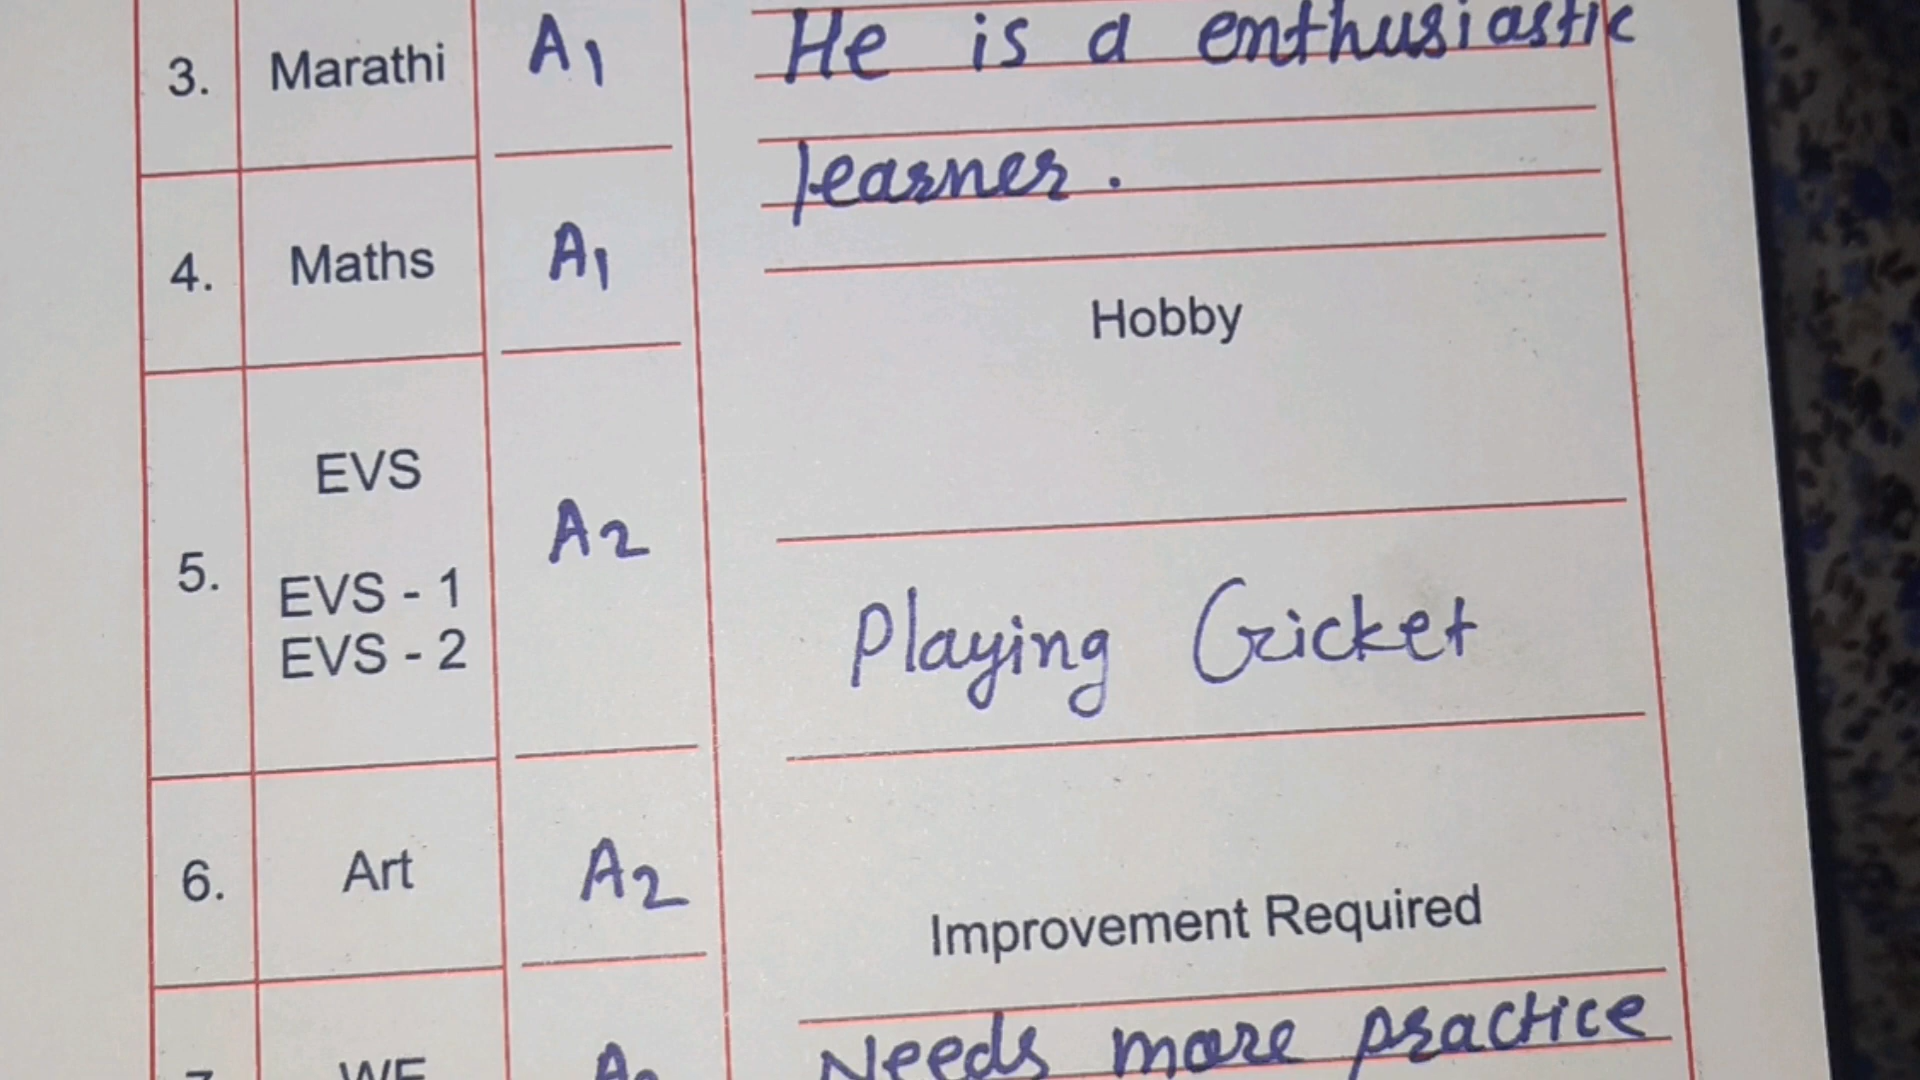 3. Marathi A1
He is a enthusiastic
learner.
4. Maths A1
Hobby
EVS
5. EVS - 1 A2
EVS - 2
Playing Cricket
6. Art A2
Improvement Required
Needs more practice
WE